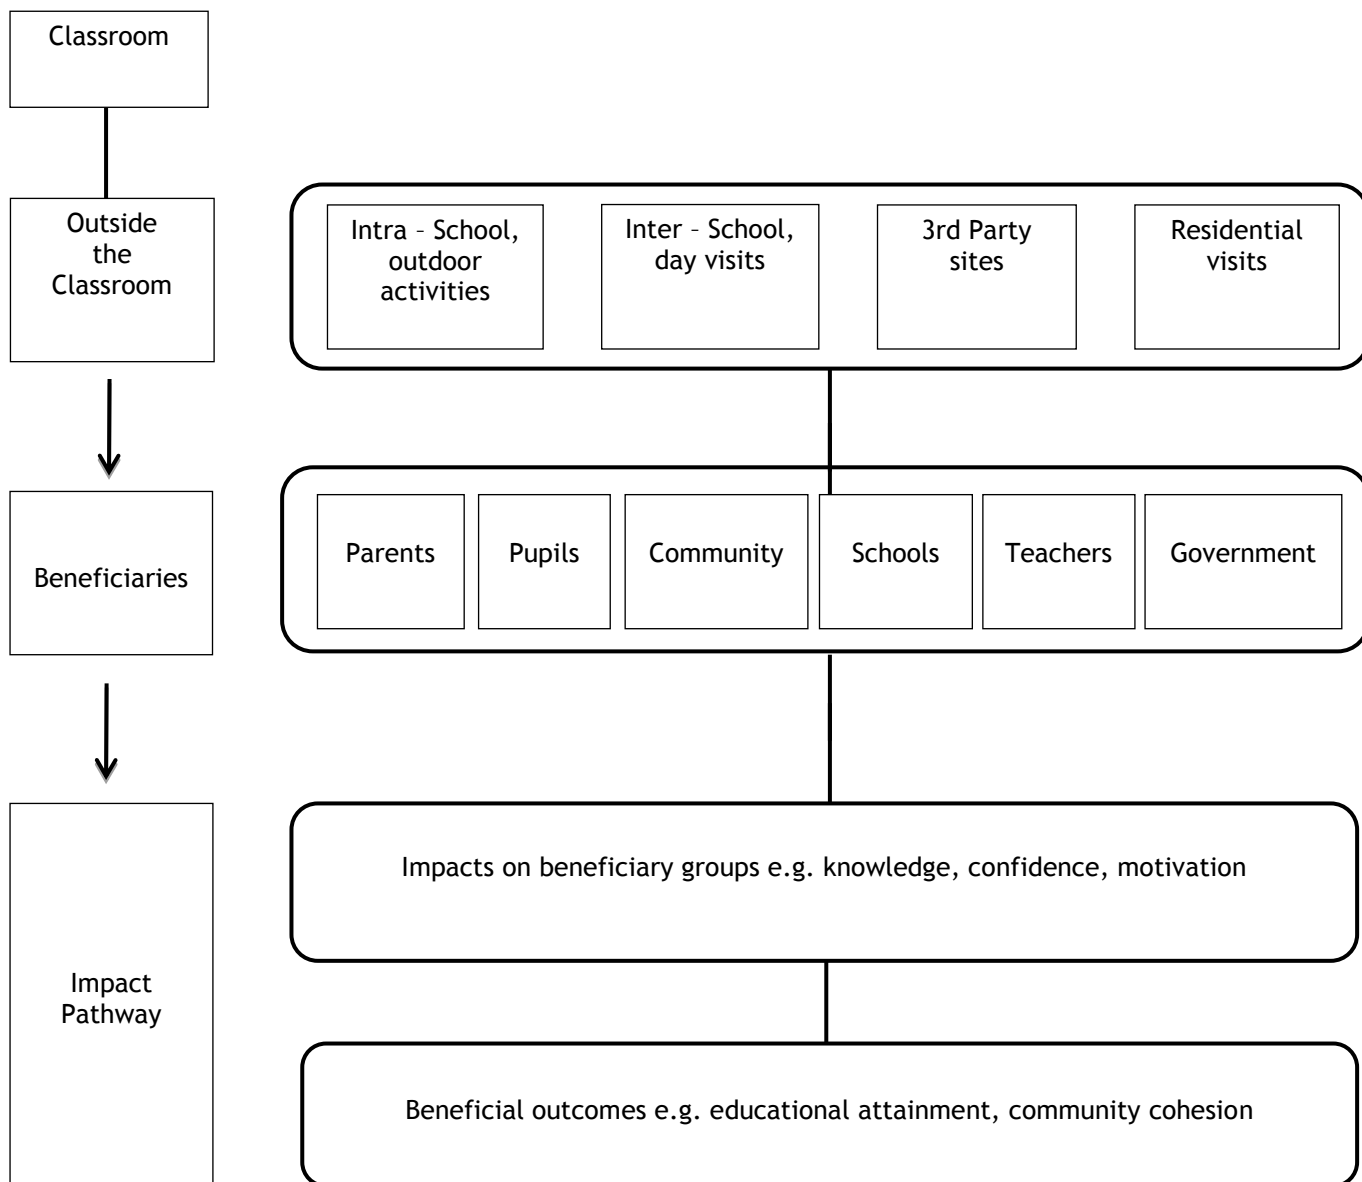 Classroom
Outside
the
Classroom
Intra - School,
outdoor
activities
Inter - School,
day visits
3rd Party
sites
Residential
visits
Beneficiaries
Parents
Pupils
Community
Schools
Teachers
Government
Impact
Pathway
Impacts on beneficiary groups e.g. knowledge, confidence, motivation
Beneficial outcomes e.g. educational attainment, community cohesion